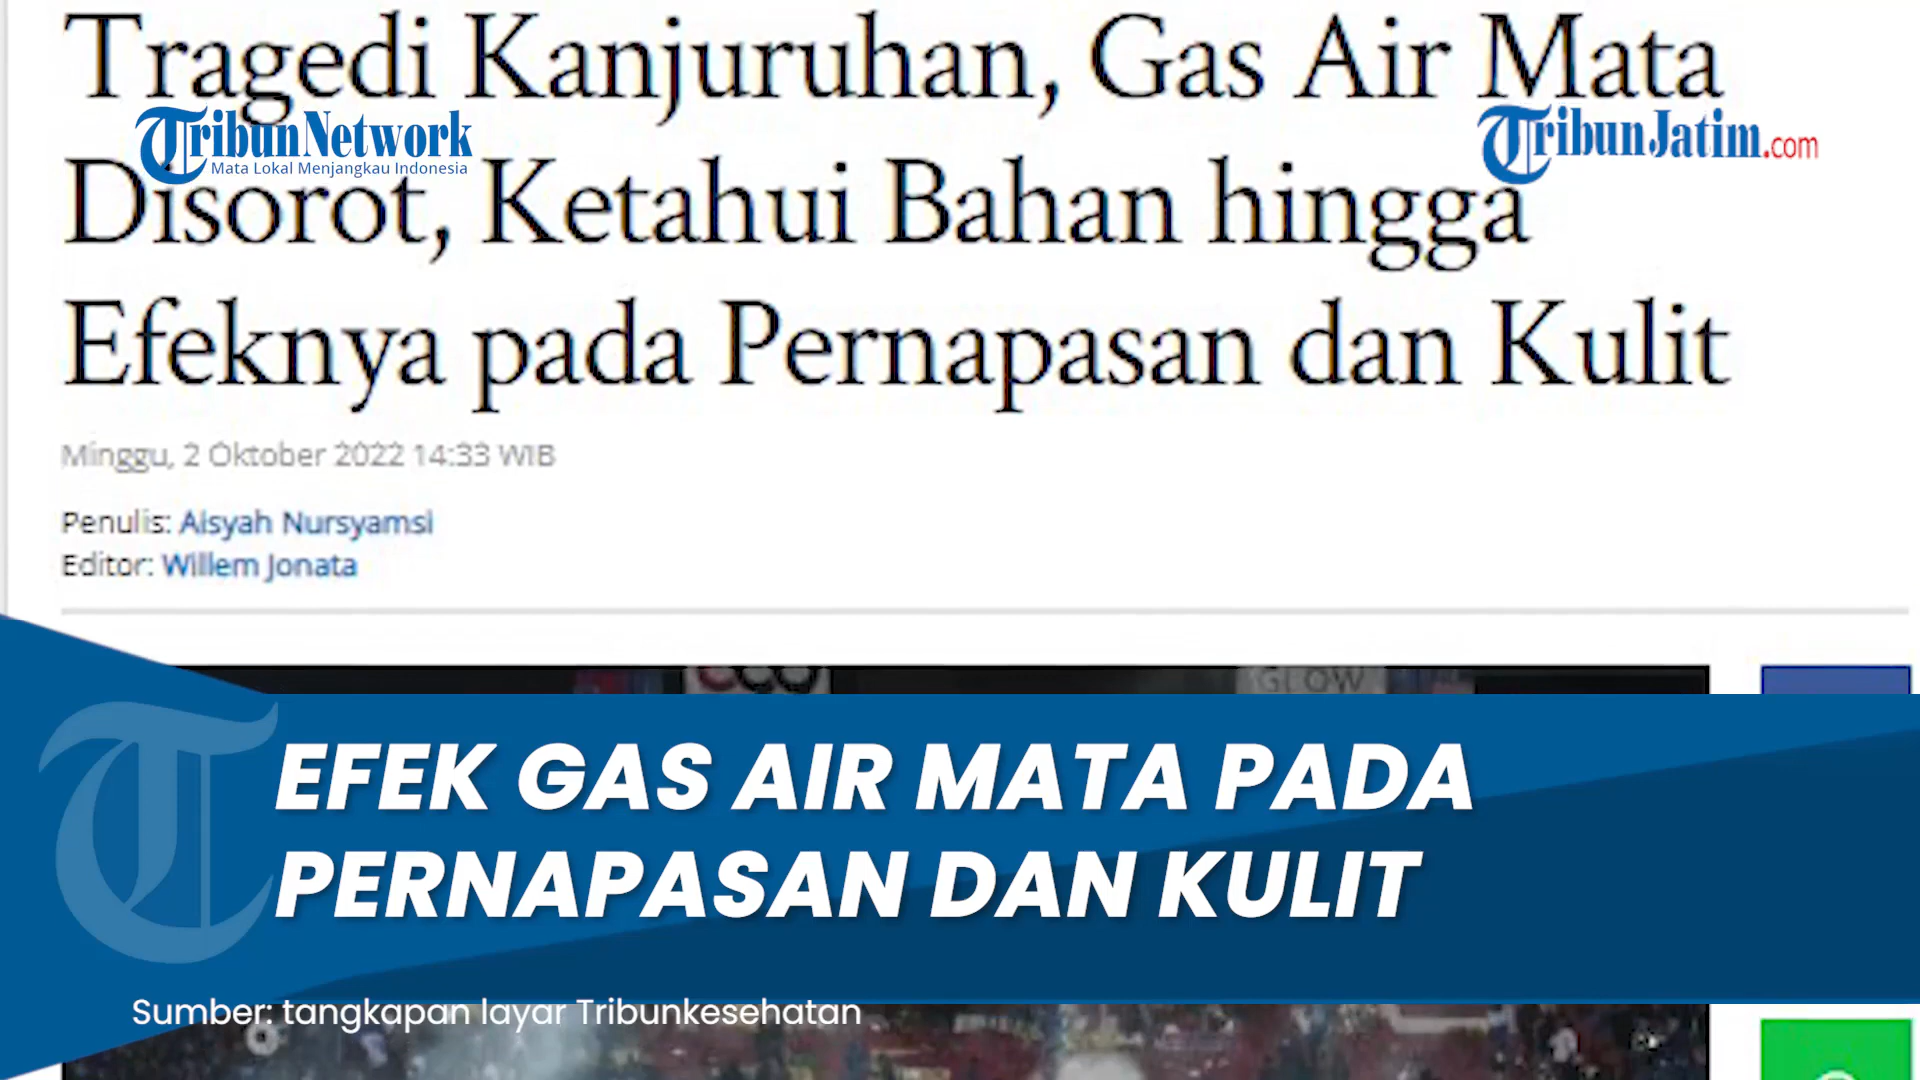 Tragedi Kanjuruhan, Gas Air Mata
TribunNetwork
Mata Lokal Menjangkau Indonesia
TribunJatim.com
Disorot, Ketahui Bahan hingga
Efeknya pada Pernapasan dan Kulit
Minggu, 2 Oktober 2022 14:33 WIB
Penulis: Aisyah Nursyamsi
Editor: Willem Jonata
GLOW
T
EFEK GAS AIR MATA PADA
PERNAPASAN DAN KULIT
Sumber: tangkapan layar Tribunkesehatan